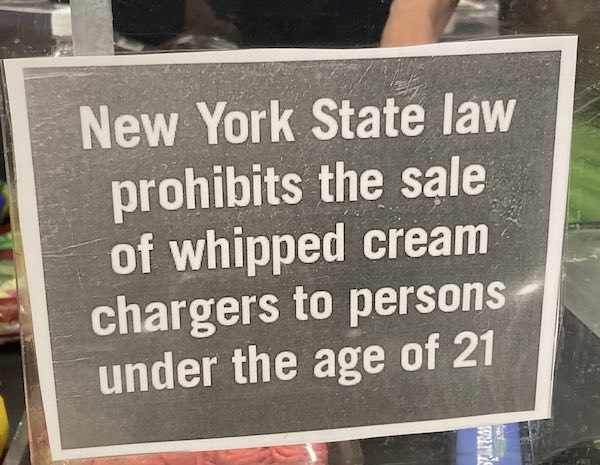 New York State law
prohibits the sale
of whipped cream
chargers to persons
under the age of 21